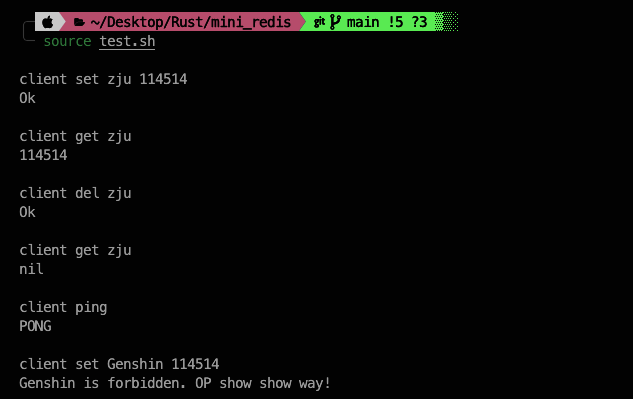 ~/Desktop/Rust/mini_redis git main !5 ?3
source test.sh
client set zju 114514
Ok
client get zju
114514
client del zju
Ok
client get zju
nil
client ping
PONG
client set Genshin 114514
Genshin is forbidden. OP show show way!